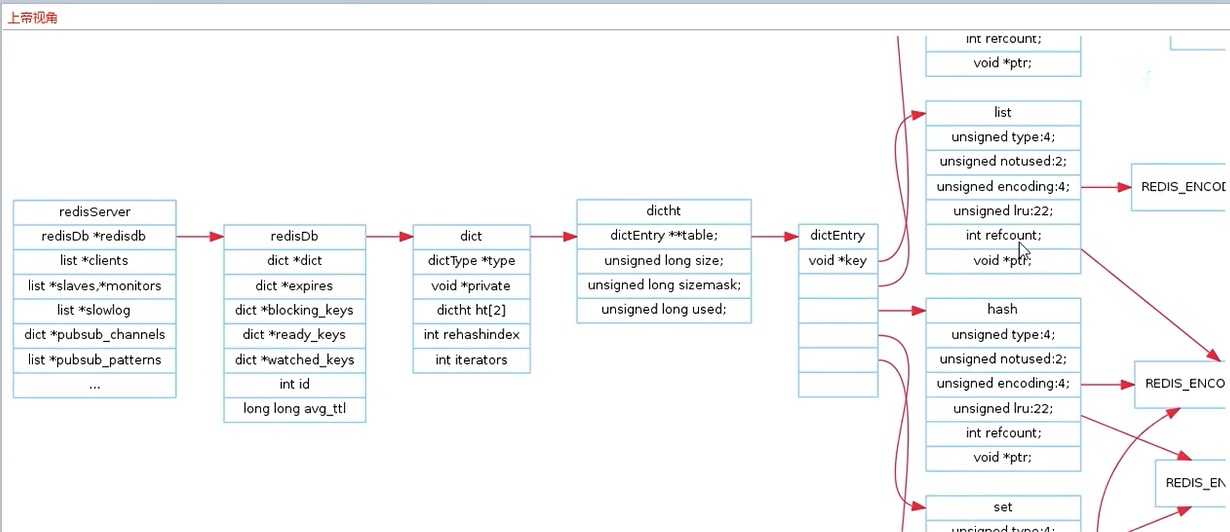 上帝视角
redisServer
redisDb *redisdb
list *clients
list *slaves,*monitors
list *slowlog
dict *pubsub_channels
list *pubsub_patterns
...
redisDb
dict *dict
dict *expires
dict *blocking_keys
dict *ready_keys
dict *watched_keys
int id
long long avg_ttl
dict
dictType *type
void *private
dictht ht[2]
int rehashindex
int iterators
dictht
dictEntry **table;
unsigned long size;
unsigned long sizemask;
unsigned long used;
dictEntry
void *key
int refcount;
void *ptr;
list
unsigned type:4;
unsigned notused:2;
unsigned encoding:4;
unsigned lru:22;
int refcount;
void *ptr;
hash
unsigned type:4;
unsigned notused:2;
unsigned encoding:4;
unsigned lru:22;
int refcount;
void *ptr;
set
unsigned type:4;
REDIS_ENCOD
REDIS_ENCO
REDIS_EN